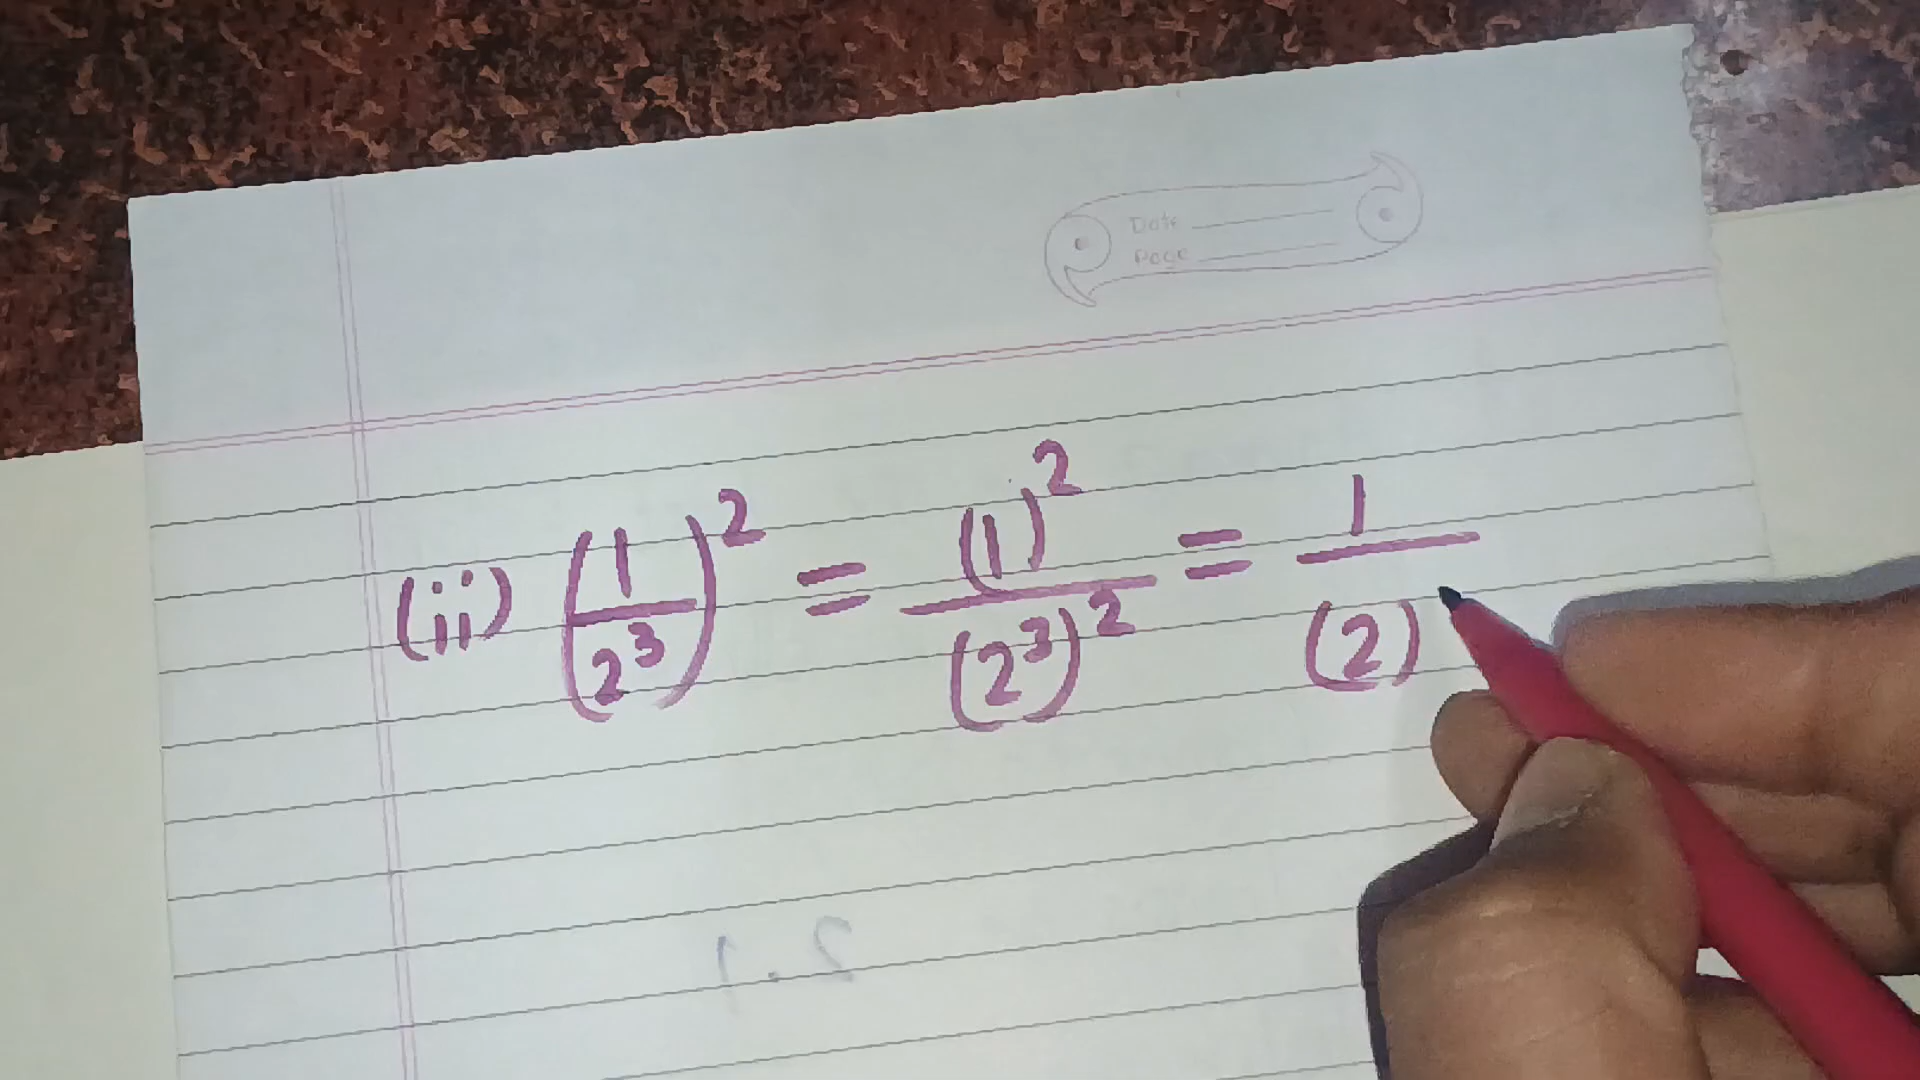 Date
Page
(ii) (1/2³)² = (1)²/(2³)² = 1/(2)